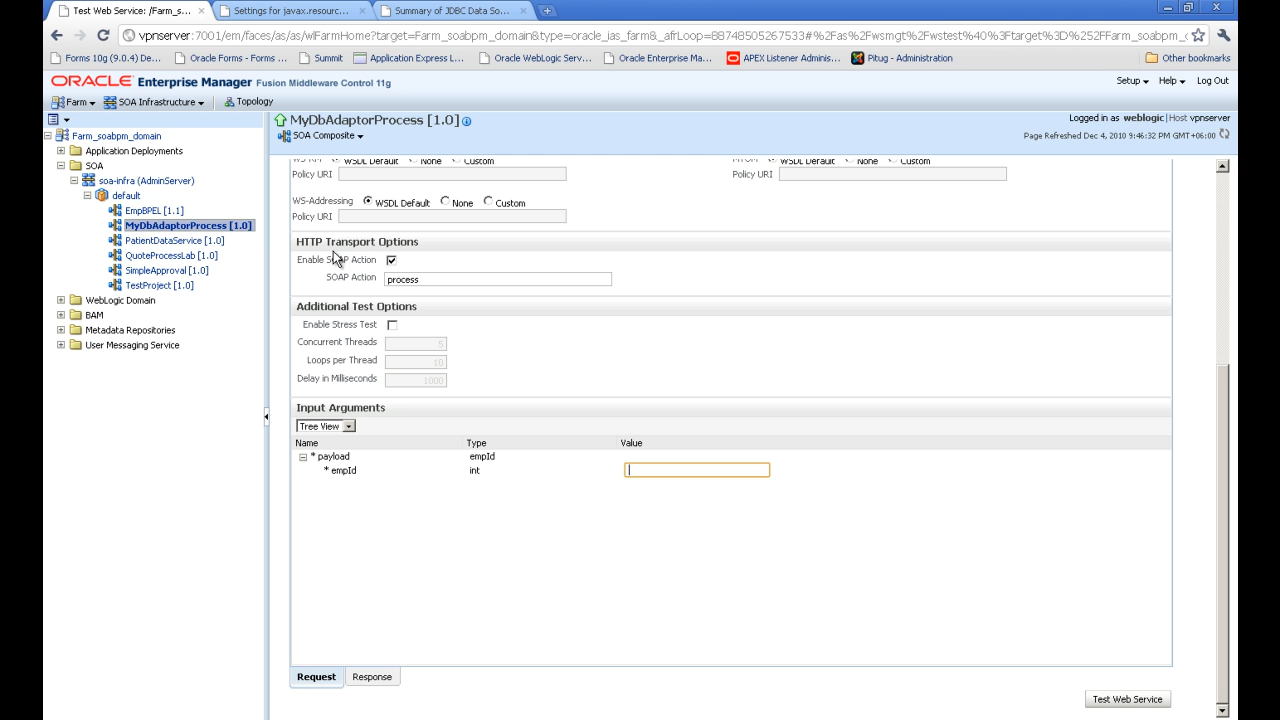 Test Web Service: /Farm_s...
Settings for javax.resourc...
Summary of JDBC Data So...
vpnserver:7001/em/faces/as/as/wlFarmHome?target=Farm_soabpm_domain&type=oracle_ias_farm&_afrLoop=88748505267533#%2Fas%2Fwsmgt%2Fwstest%40%3Ftarget%3D%252FFarm_soabpm_c
Forms 10g (9.0.4) De...
Oracle Forms - Forms ...
Summit
Application Express L...
Oracle WebLogic Serv...
Oracle Enterprise Ma...
APEX Listener Adminis...
Pitug - Administration
Other bookmarks
ORACLE Enterprise Manager Fusion Middleware Control 11g
Setup Help Log Out
Farm SOA Infrastructure Topology
MyDbAdaptorProcess [1.0]
Logged in as weblogic | Host vpnserver
SOA Composite
Page Refreshed Dec 4, 2010 9:46:32 PM GMT+06:00
Farm_soabpm_domain
Application Deployments
SOA
soa-infra (AdminServer)
default
EmpBPEL [1.1]
MyDbAdaptorProcess [1.0]
PatientDataService [1.0]
QuoteProcessLab [1.0]
SimpleApproval [1.0]
TestProject [1.0]
WebLogic Domain
BAM
Metadata Repositories
User Messaging Service
WSDL Default None Custom
WSDL Default None Custom
Policy URI
Policy URI
WS-Addressing WSDL Default None Custom
Policy URI
HTTP Transport Options
Enable SOAP Action
SOAP Action process
Additional Test Options
Enable Stress Test
Concurrent Threads 5
Loops per Thread 10
Delay in Milliseconds 1000
Input Arguments
Tree View
Name Type Value
* payload empId
* empId int
Request Response
Test Web Service